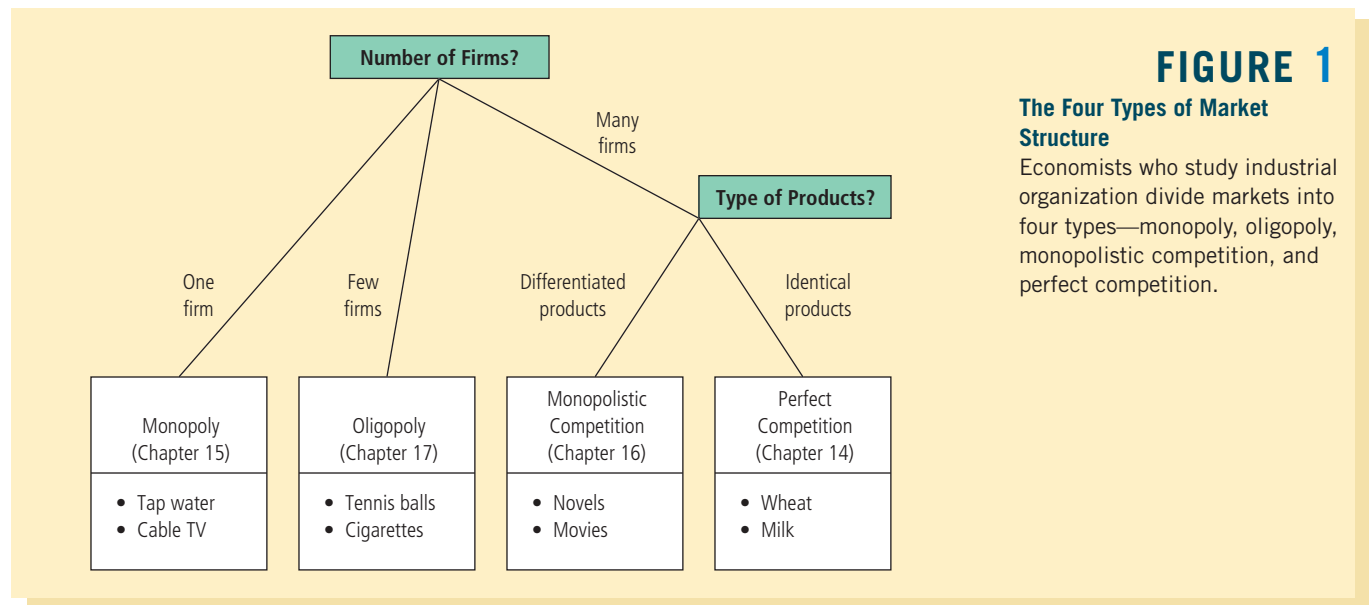 Number of Firms?
FIGURE 1
The Four Types of Market
Structure
Economists who study industrial
organization divide markets into
four types—monopoly, oligopoly,
monopolistic competition, and
perfect competition.
Many
firms
Type of Products?
One
firm
Few
firms
Differentiated
products
Identical
products
Monopoly
(Chapter 15)
• Tap water
• Cable TV
Oligopoly
(Chapter 17)
• Tennis balls
• Cigarettes
Monopolistic
Competition
(Chapter 16)
• Novels
• Movies
Perfect
Competition
(Chapter 14)
• Wheat
• Milk